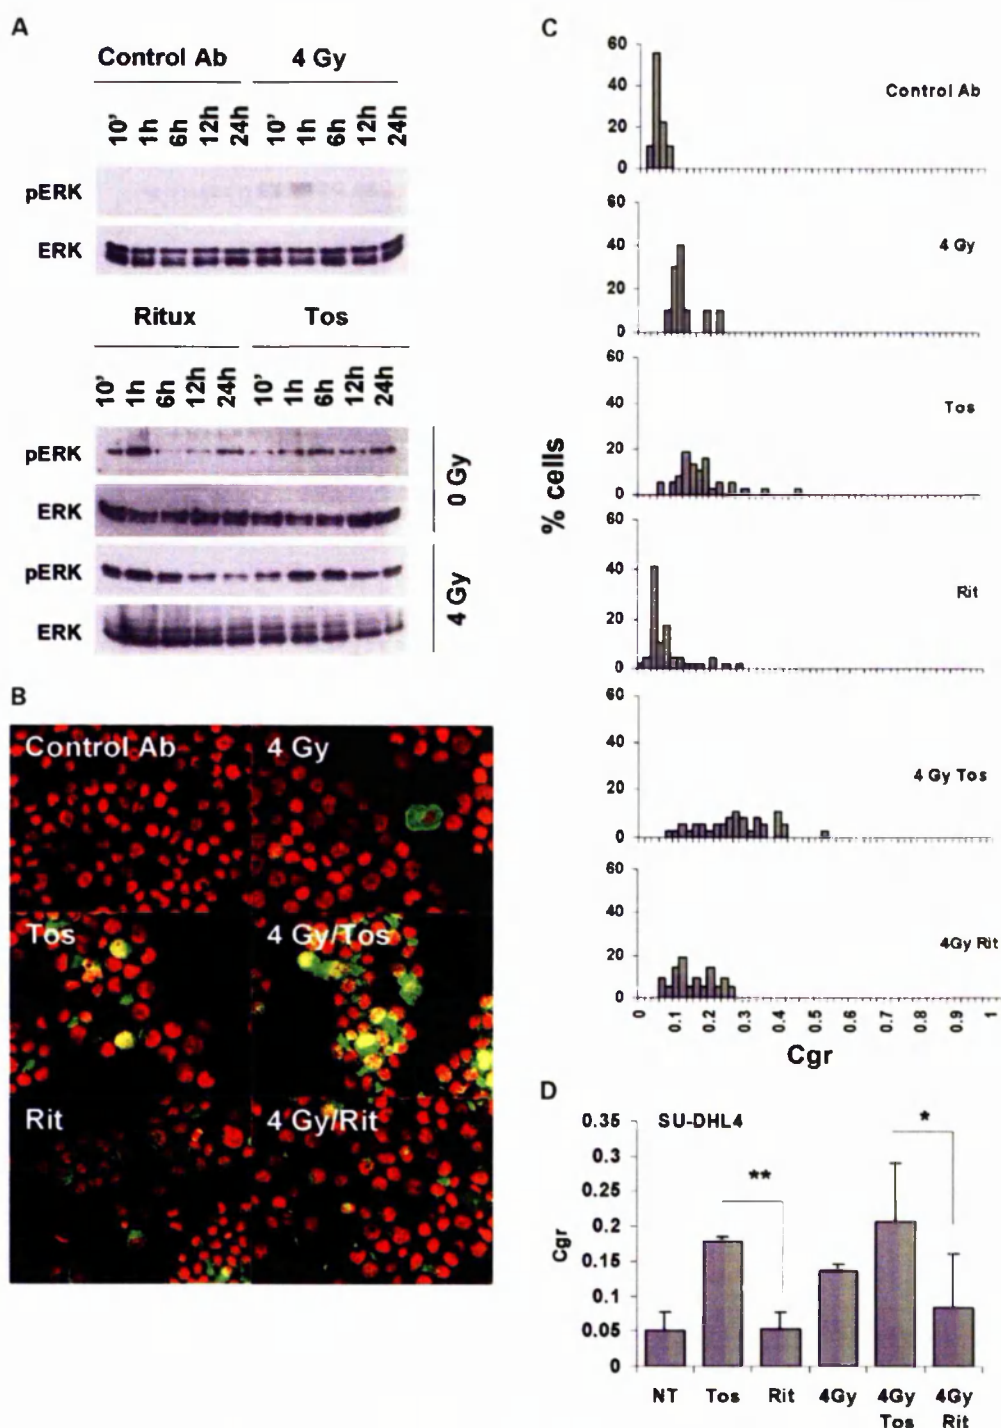 A
Control Ab 4 Gy
10' 1h 6h 12h 24h 10' 1h 6h 12h 24h
pERK
ERK
Ritux Tos
10' 1h 6h 12h 24h 10' 1h 6h 12h 24h
pERK
ERK
0 Gy
pERK
ERK
4 Gy
B
Control Ab
4 Gy
Tos
4 Gy/Tos
Rit
4 Gy/Rit
C
% cells
60
40
20
0
Control Ab
60
40
20
0
4 Gy
60
40
20
0
Tos
60
40
20
0
Rit
60
40
20
0
4 Gy Tos
60
40
20
0
4Gy Rit
0 0.1 0.2 0.3 0.4 0.5 0.6 0.7 0.8 0.9 1
Cgr
D
SU-DHL4
Cgr
0.35
0.3
0.25
0.2
0.15
0.1
0.05
0
**
*
NT Tos Rit 4Gy 4Gy 4Gy
Tos Rit